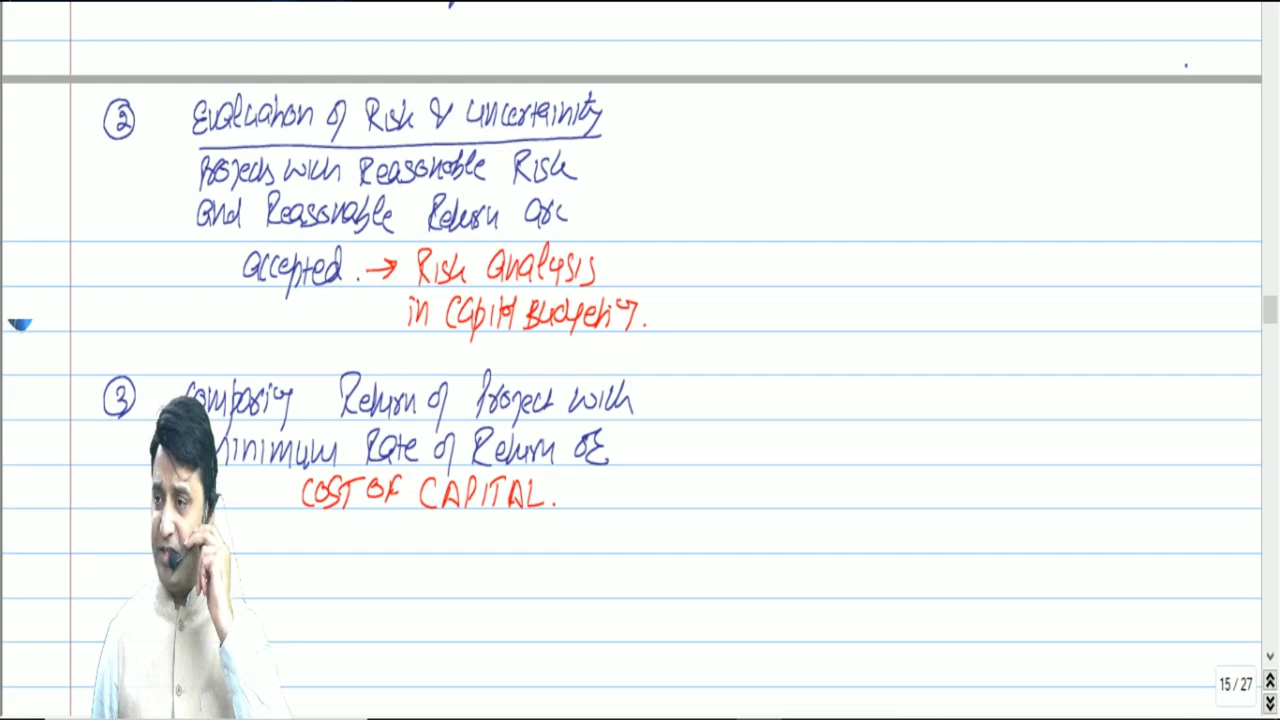 ② Evaluation of Risk & Uncertainity
Projects with Reasonable Risk
and Reasonable Return are
accepted. → Risk Analysis
in Capital Budgeting.
③ Comparing Return of Project with
Minimum Rate of Return or
COST OF CAPITAL.
15 / 27